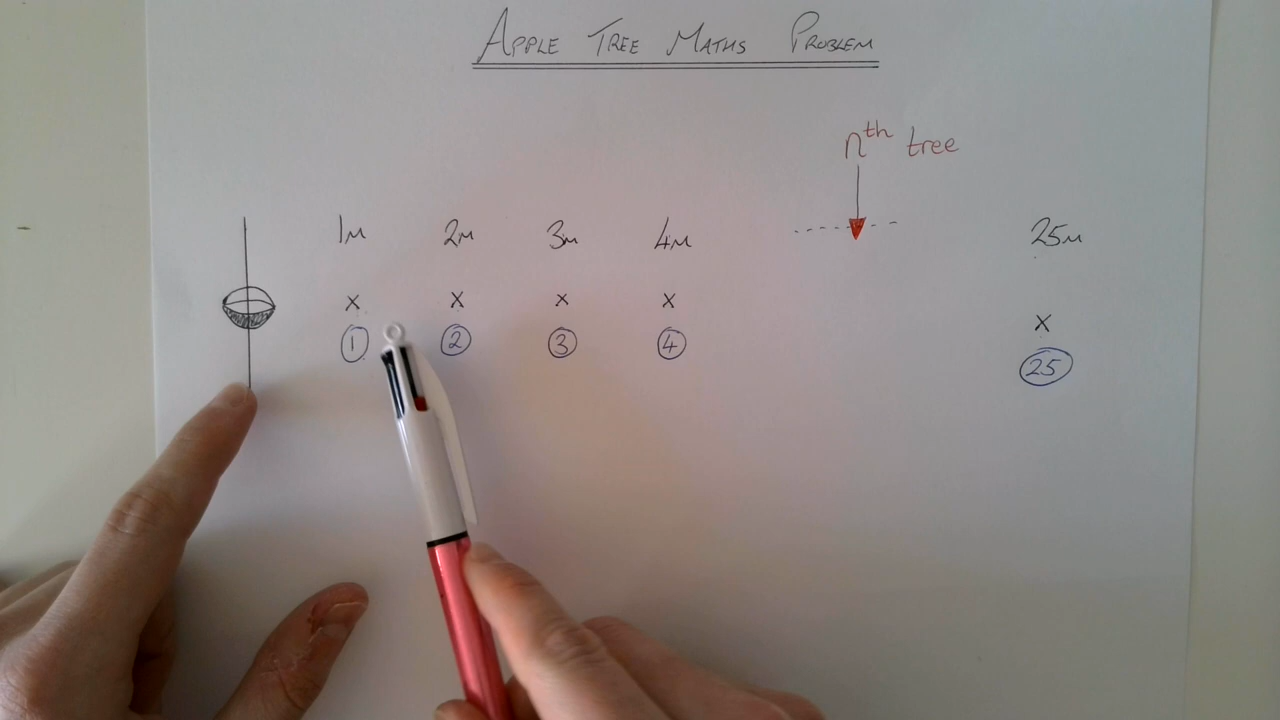 APPLE TREE MATHS PROBLEM
nth tree
1M 2M 3M 4M 25M
x x x x x
1 2 3 4 25